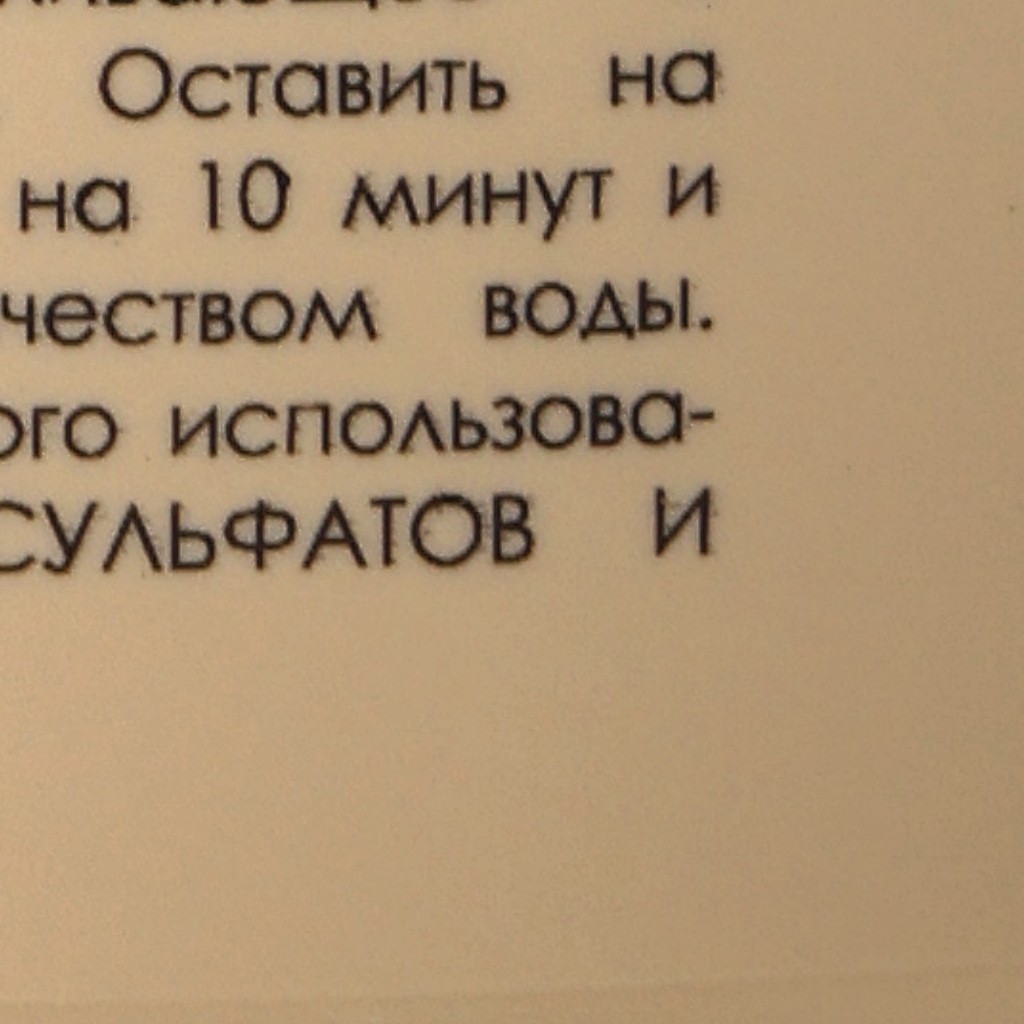 Оставить на
на 10 минут и
чеством воды.
ого использова-
СУЛЬФАТОВ И